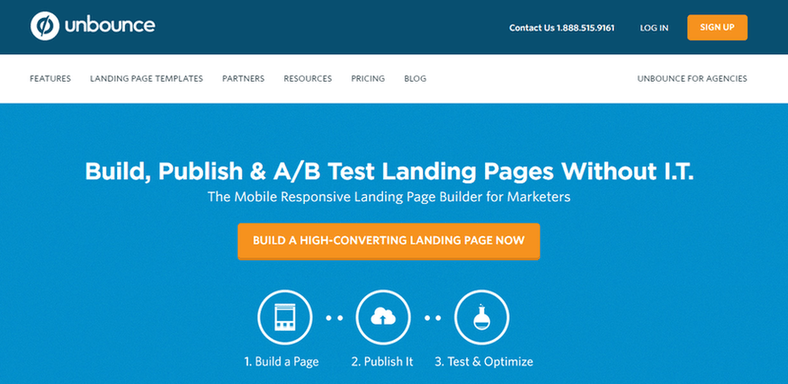 unbounce
Contact Us 1.888.515.9161
LOG IN
SIGN UP
FEATURES
LANDING PAGE TEMPLATES
PARTNERS
RESOURCES
PRICING
BLOG
UNBOUNCE FOR AGENCIES
Build, Publish & A/B Test Landing Pages Without I.T.
The Mobile Responsive Landing Page Builder for Marketers
BUILD A HIGH-CONVERTING LANDING PAGE NOW
1. Build a Page
2. Publish It
3. Test & Optimize